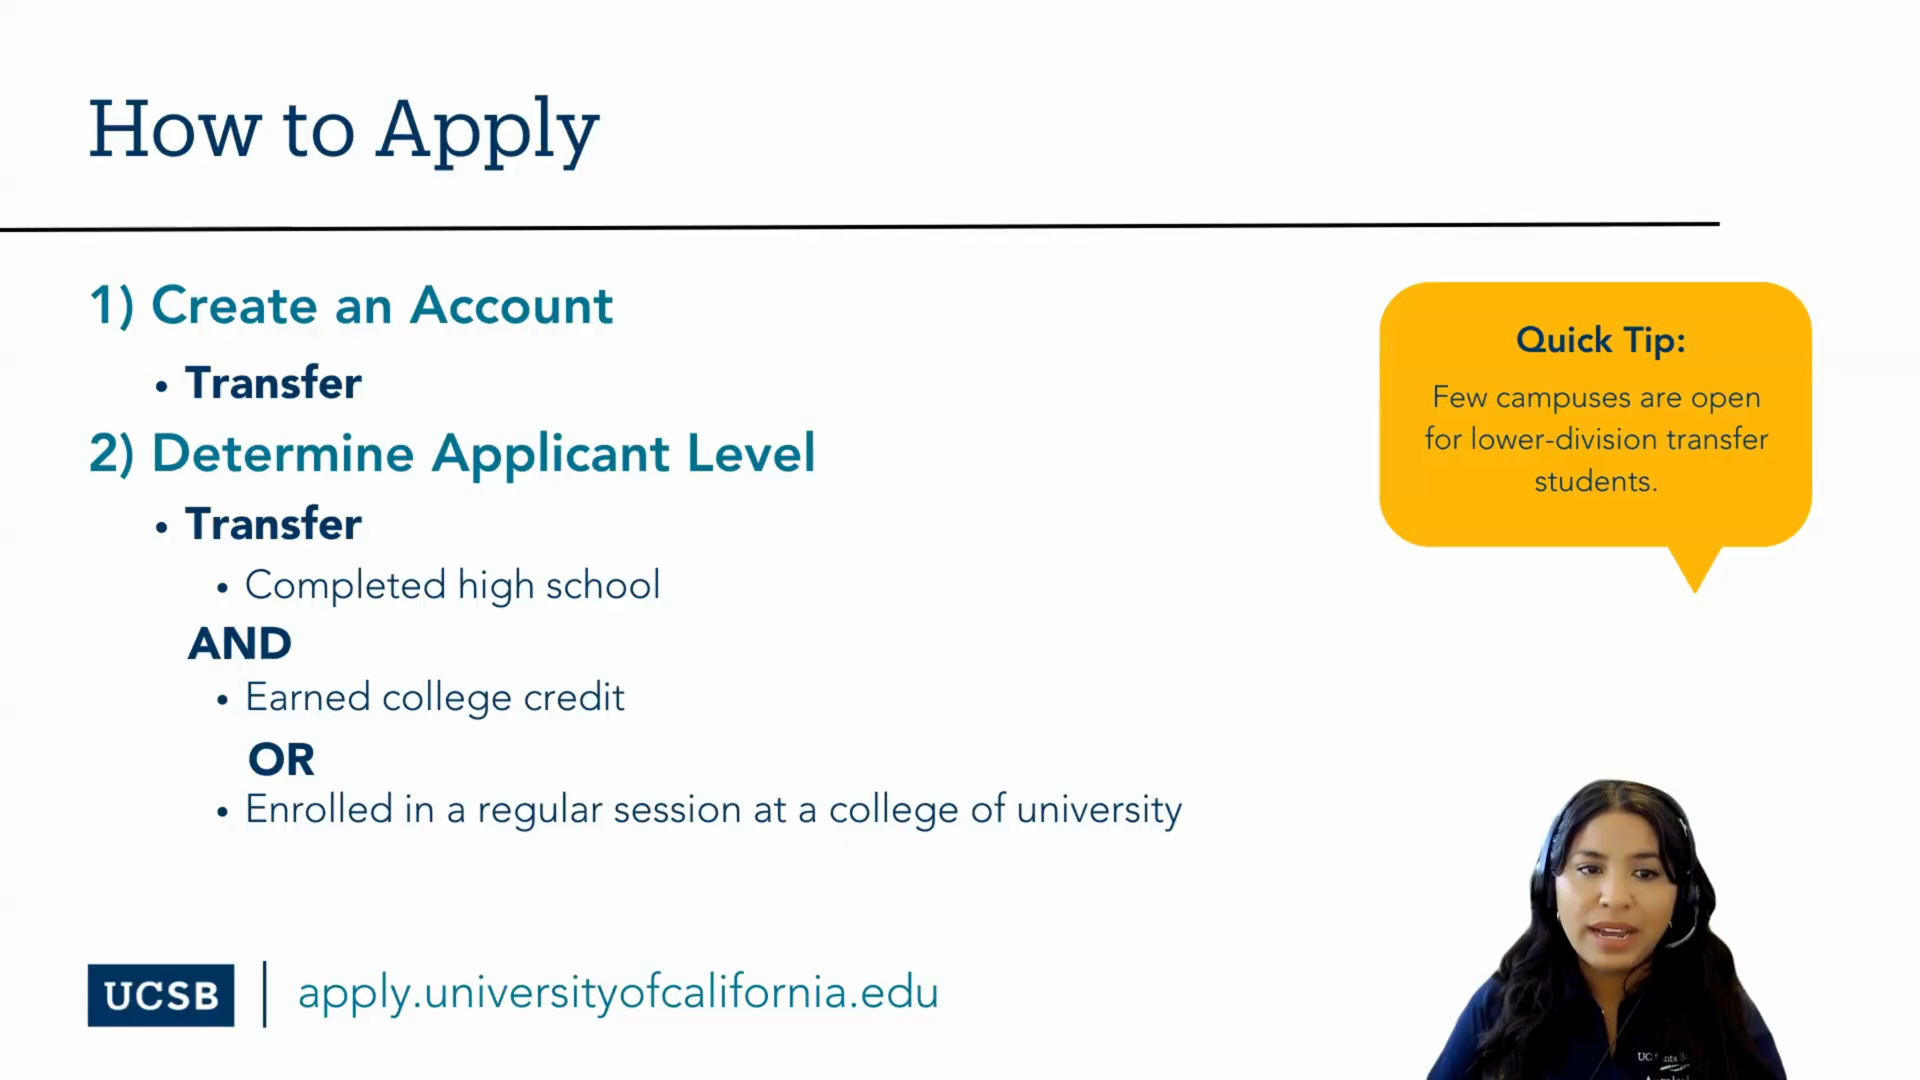 How to Apply
1) Create an Account
• Transfer
2) Determine Applicant Level
• Transfer
• Completed high school
AND
• Earned college credit
OR
• Enrolled in a regular session at a college of university
Quick Tip:
Few campuses are open
for lower-division transfer
students.
UCSB
apply.universityofcalifornia.edu
UC